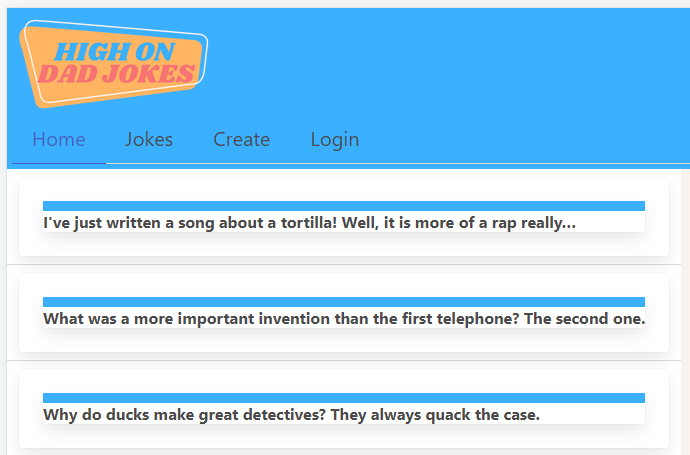 HIGH ON
DAD JOKES
Home Jokes Create Login
I've just written a song about a tortilla! Well, it is more of a rap really...
What was a more important invention than the first telephone? The second one.
Why do ducks make great detectives? They always quack the case.